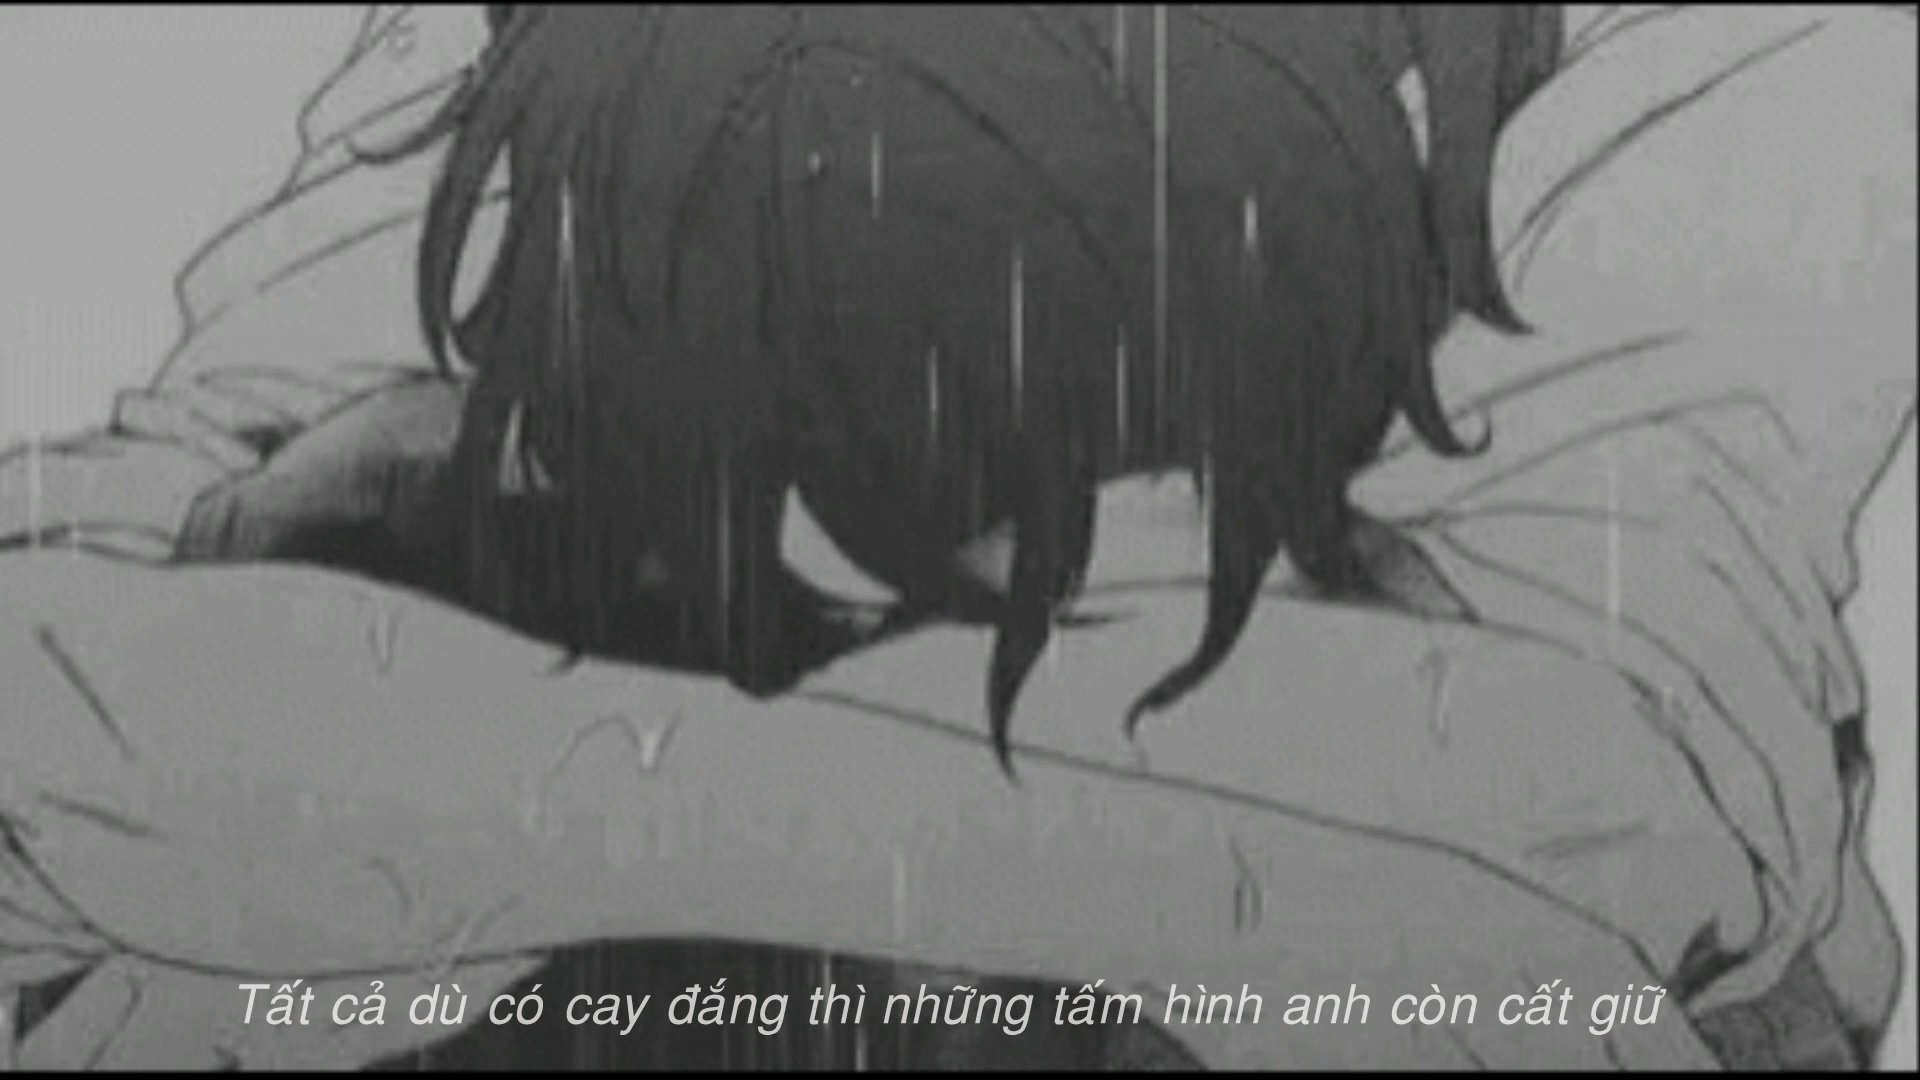 Tất cả dù có cay đắng thì những tấm hình anh còn cất giữ